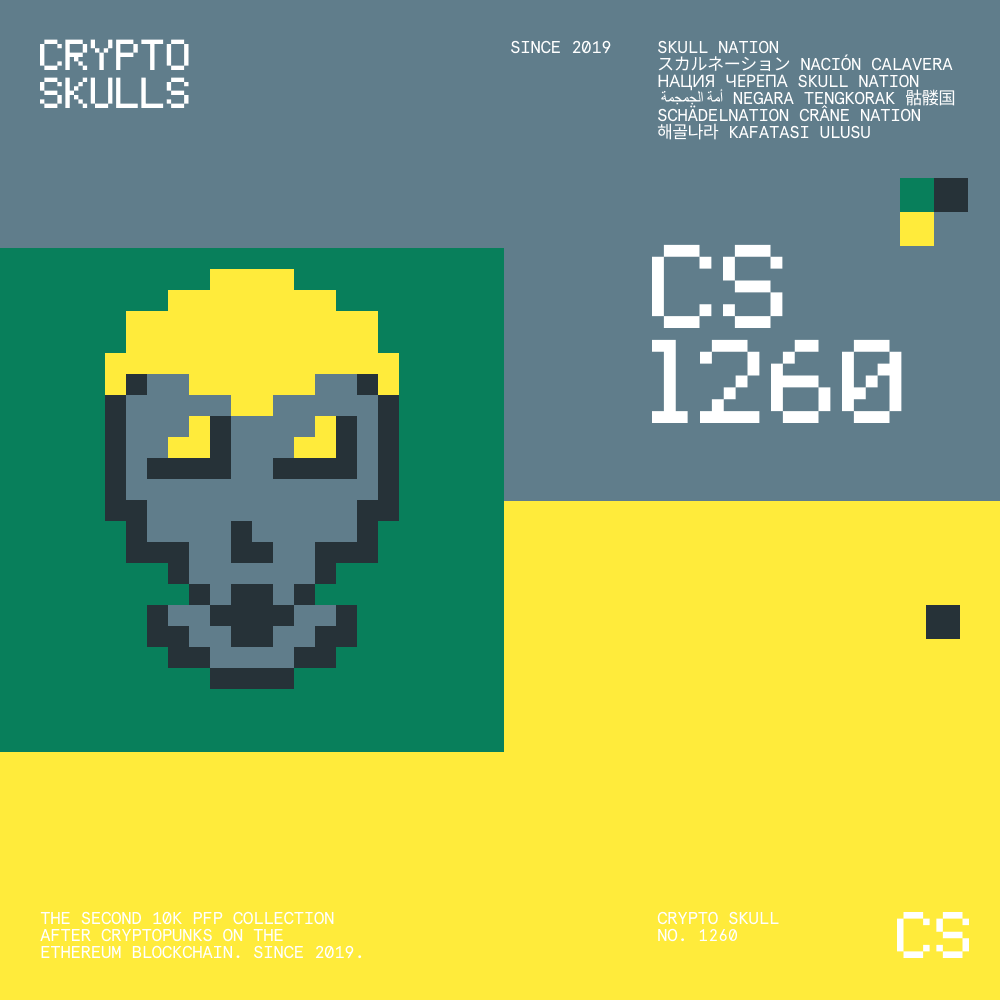 CRYPTO
SKULLS
SINCE 2019
SKULL NATION
スカルネーション NACIÓN CALAVERA
НАЦИЯ ЧЕРЕПА SKULL NATION
أمة الجمجمة NEGARA TENGKORAK 骷髅国
SCHÄDELNATION CRÂNE NATION
해골나라 KAFATASI ULUSU
CS
1260
THE SECOND 10K PFP COLLECTION
AFTER CRYPTOPUNKS ON THE
ETHEREUM BLOCKCHAIN. SINCE 2019.
CRYPTO SKULL
NO. 1260
CS